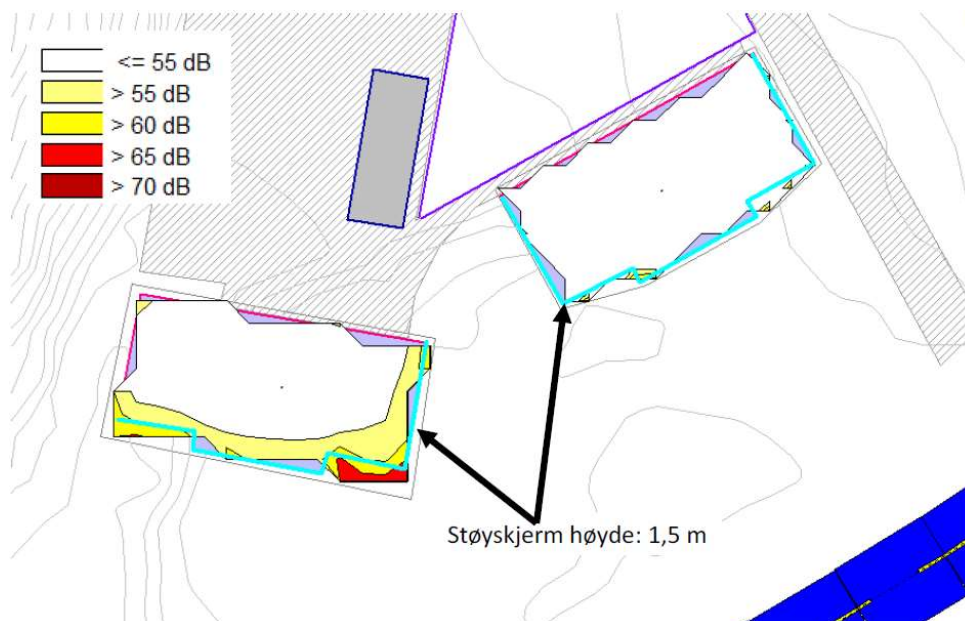 <= 55 dB
> 55 dB
> 60 dB
> 65 dB
> 70 dB
Støyskjerm høyde: 1,5 m